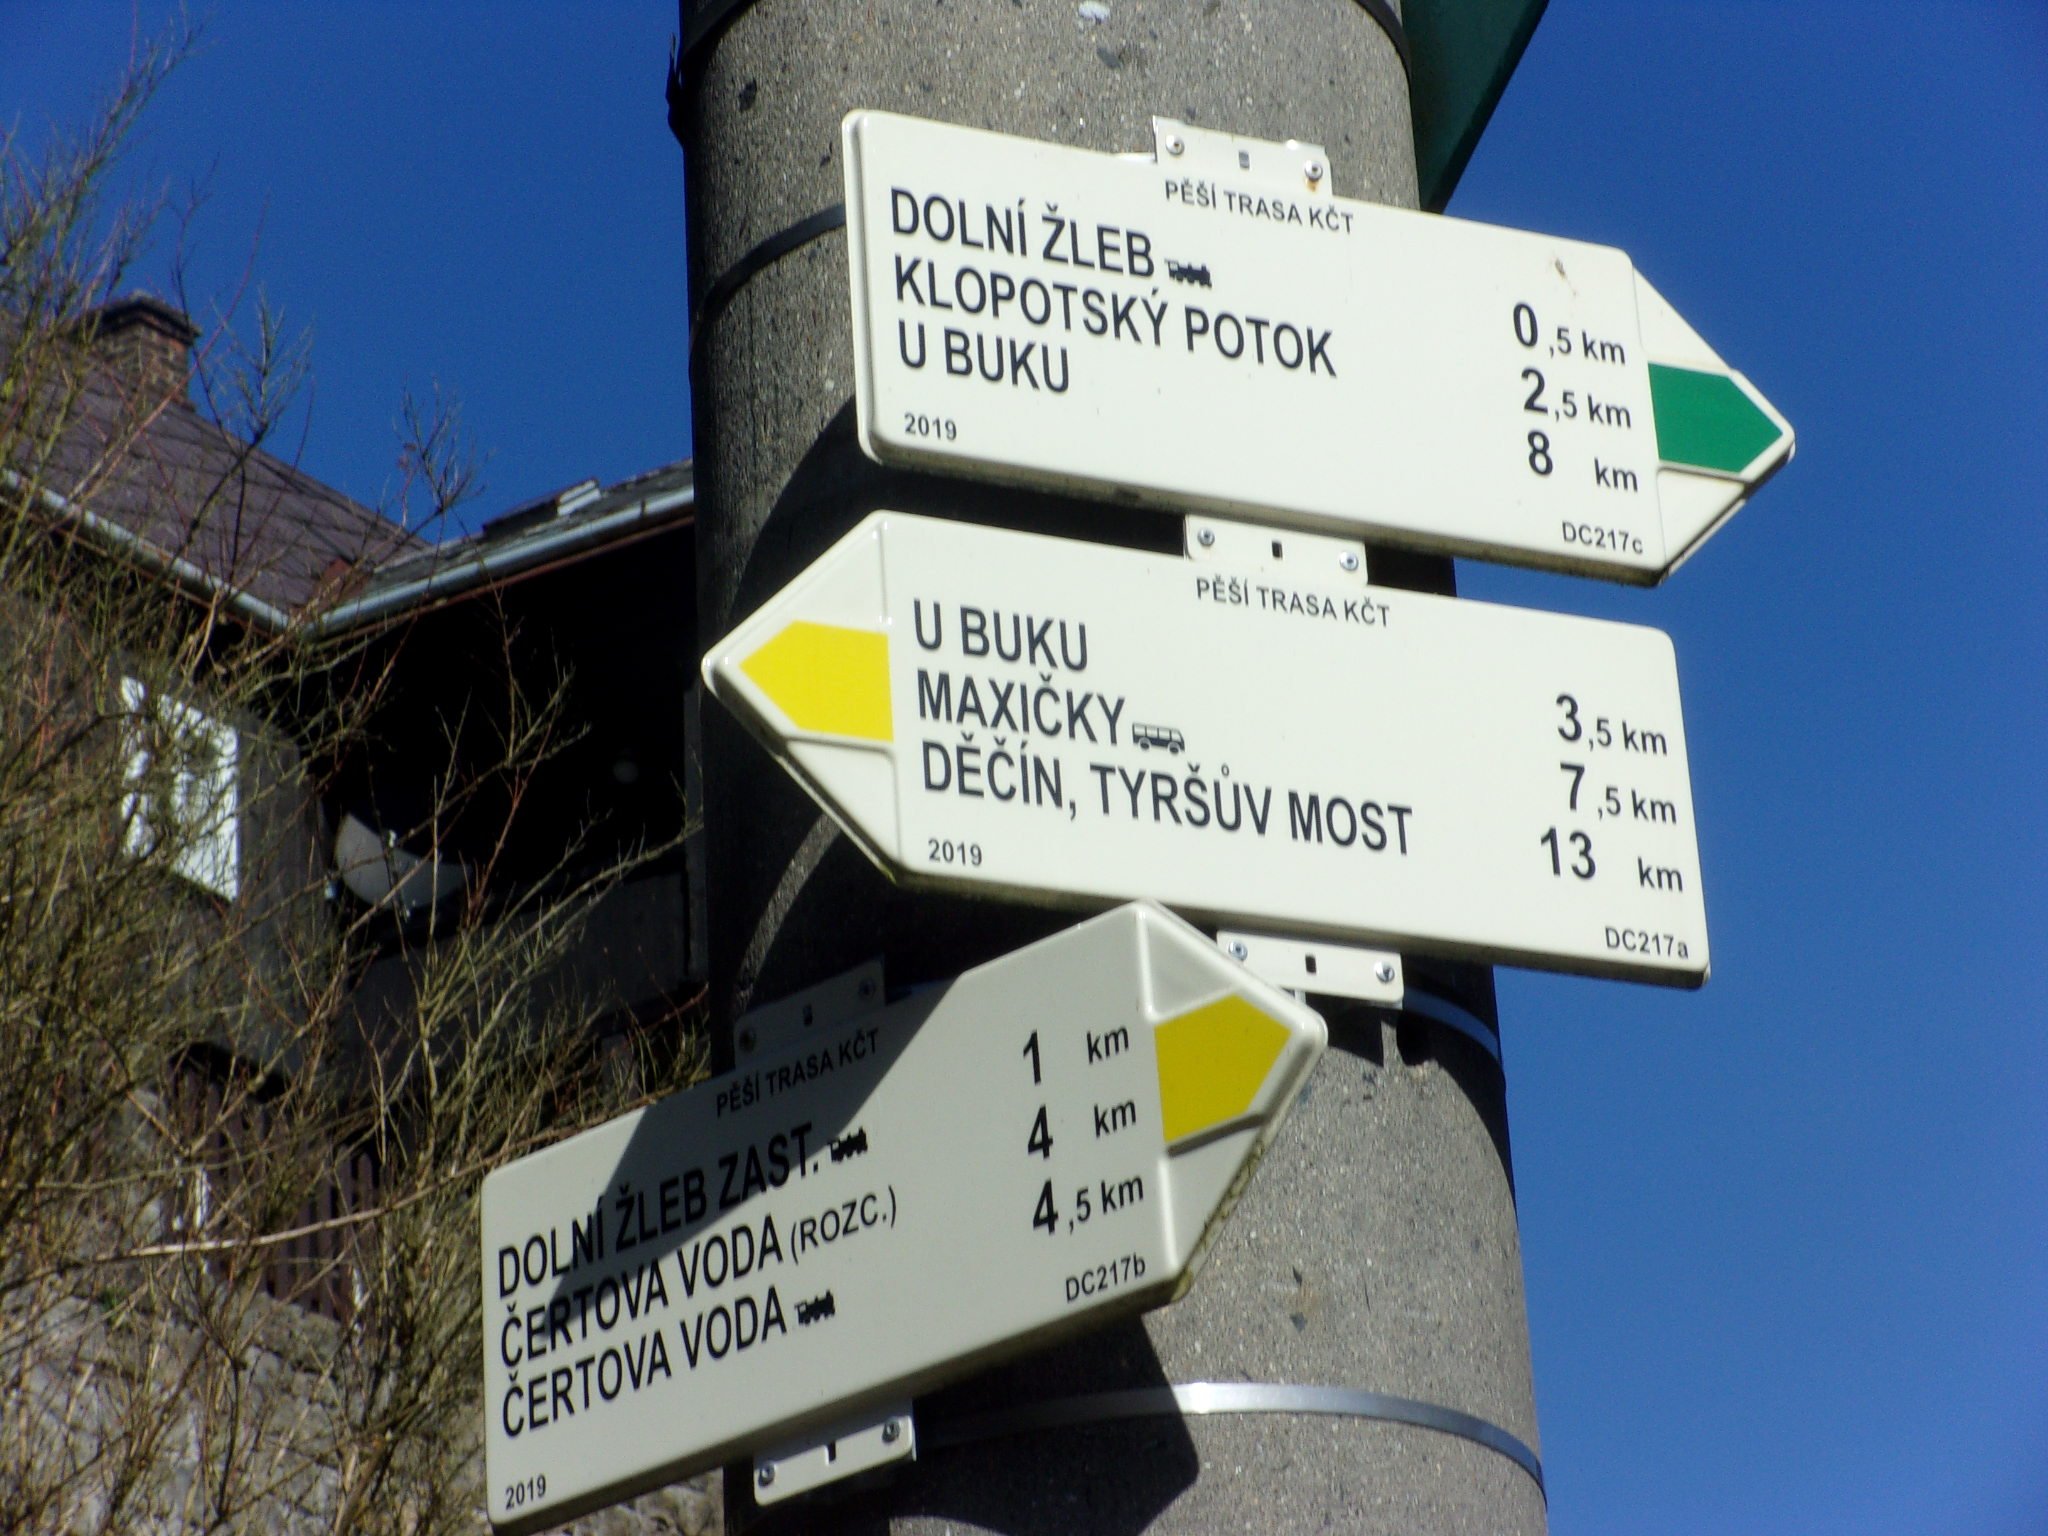 PĚŠÍ TRASA KČT
DOLNÍ ŽLEB 0,5 km
KLOPOTSKÝ POTOK 2,5 km
U BUKU 8 km
2019 DC217c
PĚŠÍ TRASA KČT
U BUKU 3,5 km
MAXIČKY 7,5 km
DĚČÍN, TYRŠŮV MOST 13 km
2019 DC217a
PĚŠÍ TRASA KČT
DOLNÍ ŽLEB ZAST. 1 km
ČERTOVA VODA (ROZC.) 4 km
ČERTOVA VODA 4,5 km
2019 DC217b